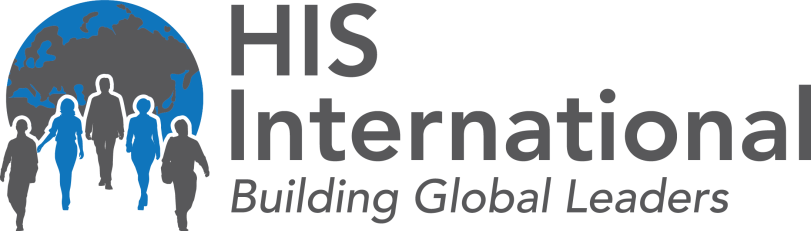 HIS
International
Building Global Leaders